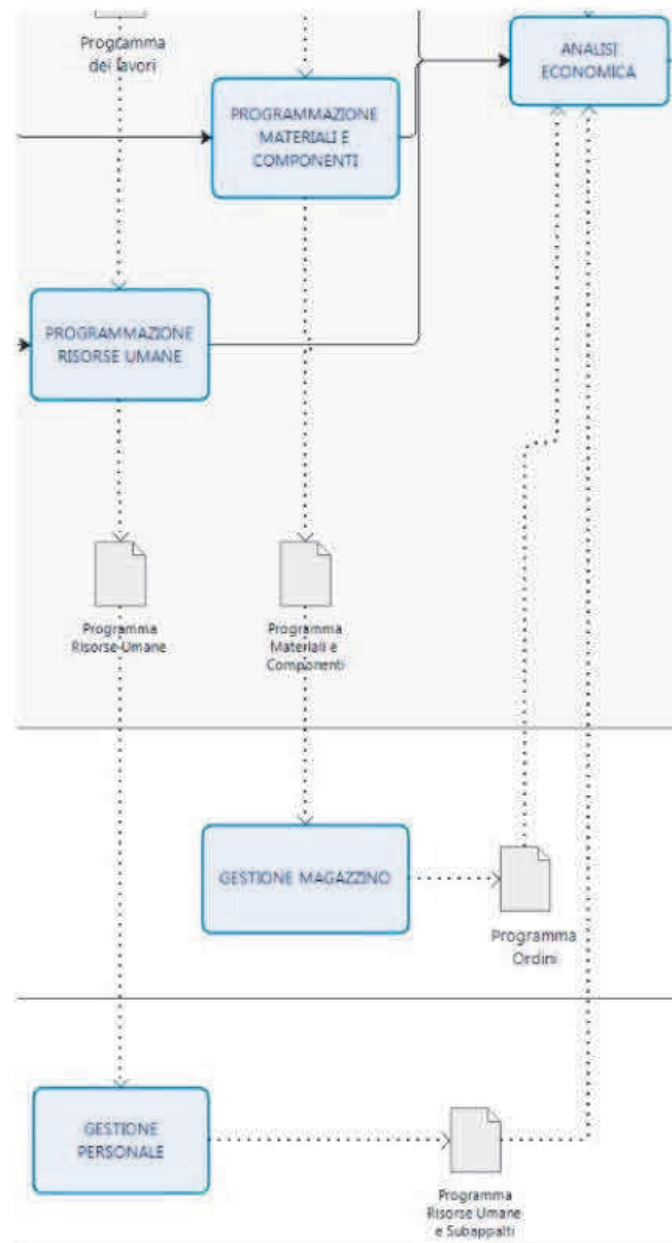 Programma
dei lavori
ANALISI
ECONOMICA
PROGRAMMAZIONE
MATERIALI E
COMPONENTI
PROGRAMMAZIONE
RISORSE UMANE
Programma
Risorse Umane
Programma
Materiali e
Componenti
GESTIONE MAGAZZINO
Programma
Ordini
GESTIONE
PERSONALE
Programma
Risorse Umane
e Subappalti